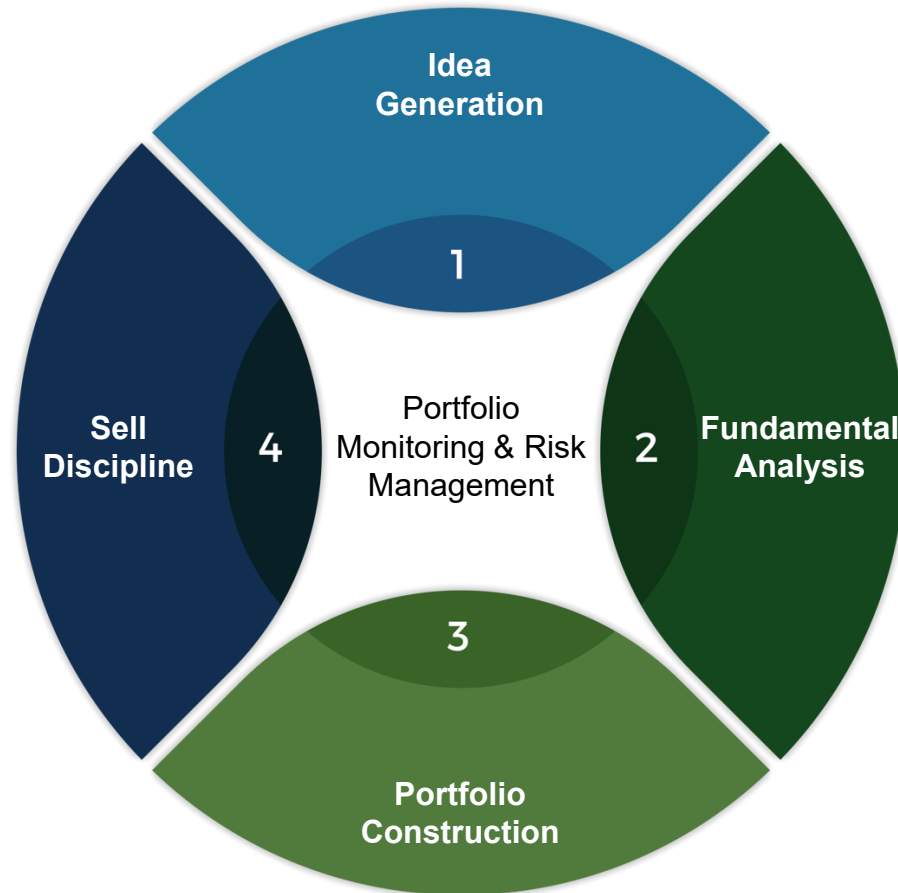 Idea
Generation
1
Portfolio
Monitoring & Risk
Management
Sell
Discipline
4
2
Fundamental
Analysis
3
Portfolio
Construction